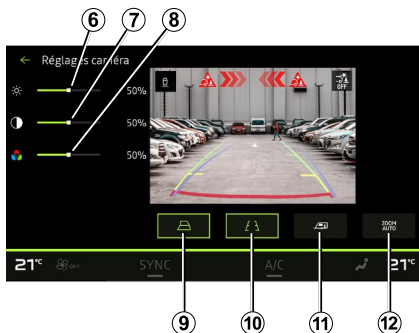 6 7 8
← Réglages caméra
OFF
50%
50%
50%
ZOOM AUTO
21°C OFF SYNC A/C 21°C
9 10 11 12